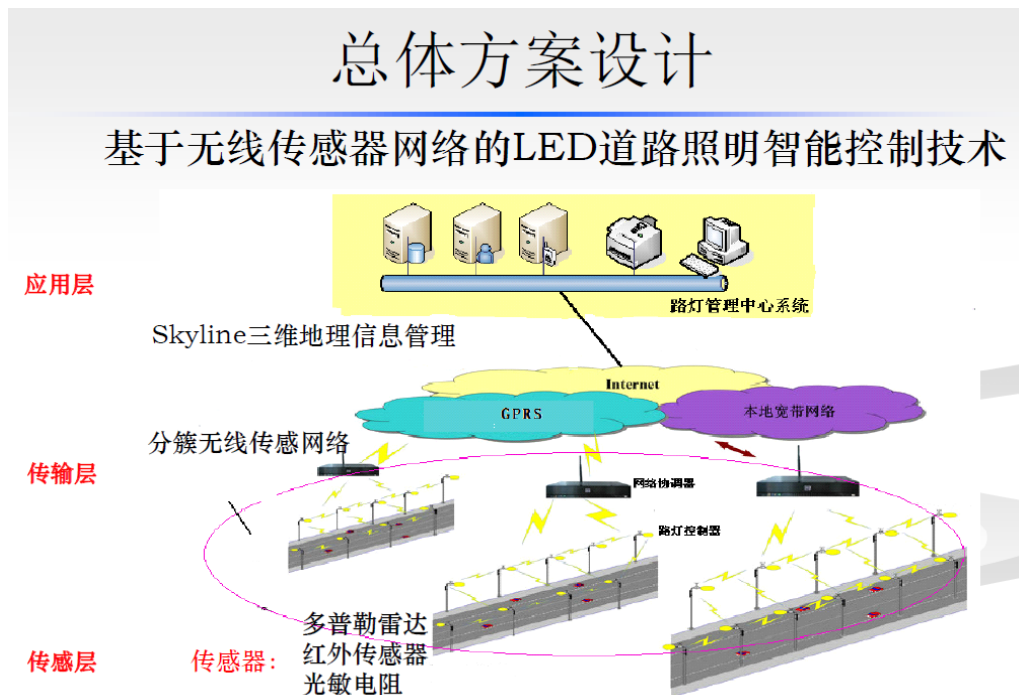 总体方案设计
基于无线传感器网络的LED道路照明智能控制技术
应用层
路灯管理中心系统
Skyline三维地理信息管理
Internet
GPRS
本地宽带网络
分簇无线传感网络
传输层
网络协调器
路灯控制器
多普勒雷达
传感层
传感器:
红外传感器
光敏电阻